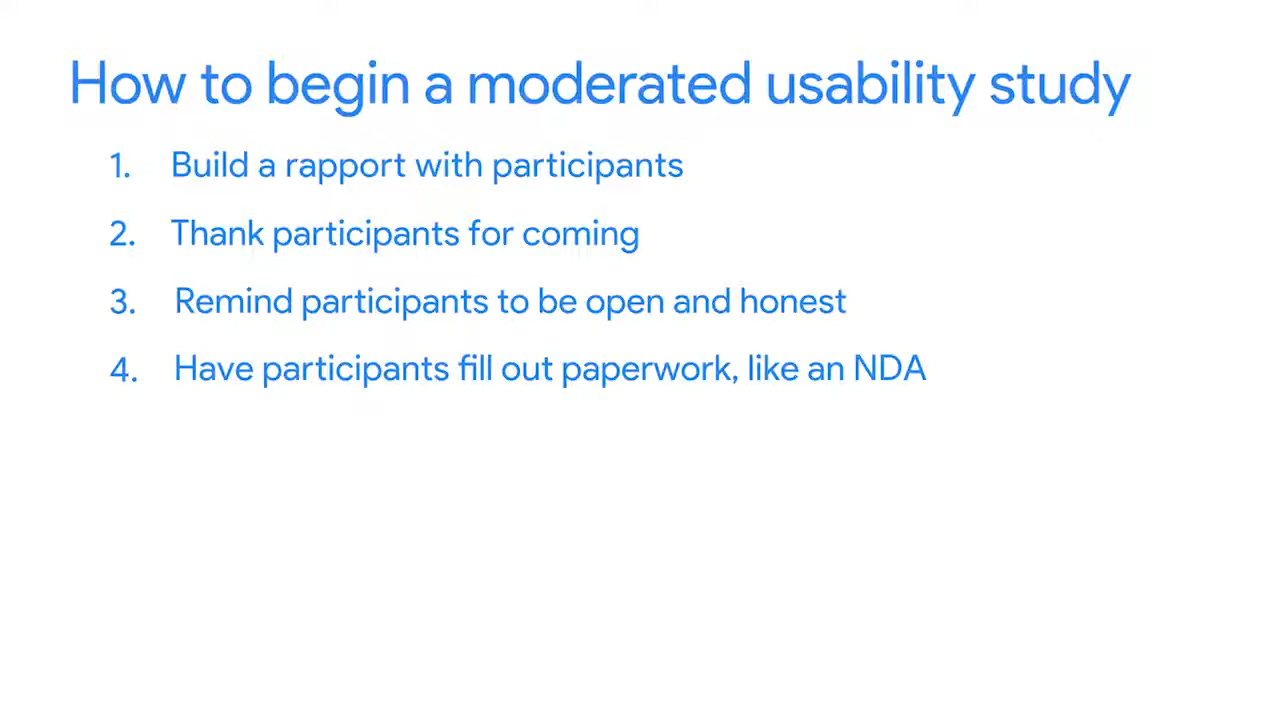 How to begin a moderated usability study
1. Build a rapport with participants
2. Thank participants for coming
3. Remind participants to be open and honest
4. Have participants fill out paperwork, like an NDA